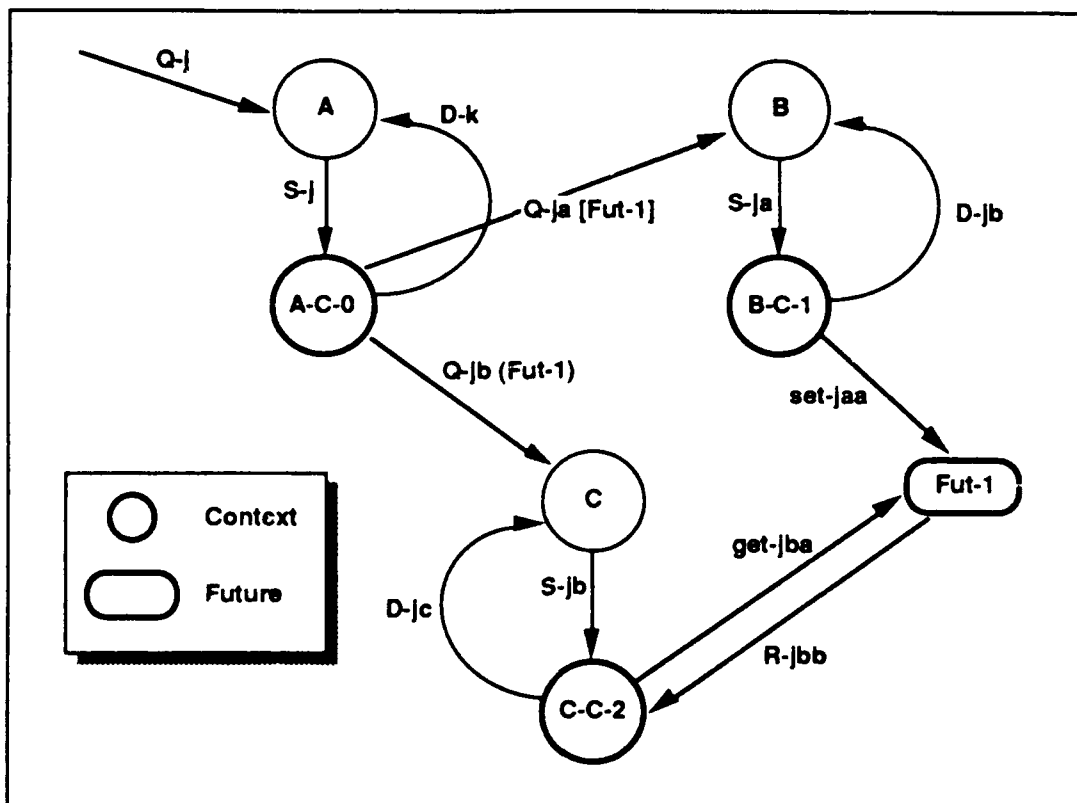 Q-j
A
D-k
B
S-j
Q-ja [Fut-1]
S-ja
D-jb
A-C-0
B-C-1
Q-jb (Fut-1)
set-jaa
C
Fut-1
Context
get-jba
S-jb
D-jc
Future
R-jbb
C-C-2